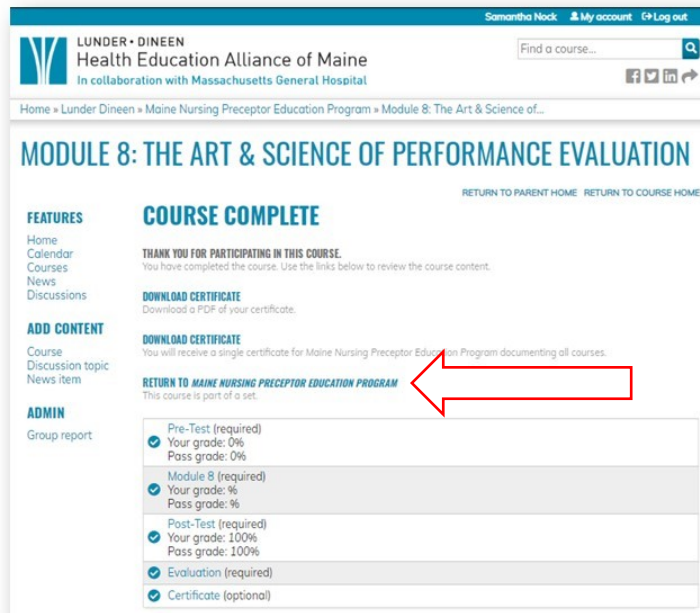 Samantha Nock My account Log out
LUNDER • DINEEN
Health Education Alliance of Maine
In collaboration with Massachusetts General Hospital
Find a course...
Home » Lunder Dineen » Maine Nursing Preceptor Education Program » Module 8: The Art & Science of...
MODULE 8: THE ART & SCIENCE OF PERFORMANCE EVALUATION
RETURN TO PARENT HOME RETURN TO COURSE HOME
FEATURES
Home
Calendar
Courses
News
Discussions
ADD CONTENT
Course
Discussion topic
News item
ADMIN
Group report
COURSE COMPLETE
THANK YOU FOR PARTICIPATING IN THIS COURSE.
You have completed the course. Use the links below to review the course content.
DOWNLOAD CERTIFICATE
Download a PDF of your certificate.
DOWNLOAD CERTIFICATE
You will receive a single certificate for Maine Nursing Preceptor Education Program documenting all courses.
RETURN TO MAINE NURSING PRECEPTOR EDUCATION PROGRAM
This course is part of a set.
Pre-Test (required)
Your grade: 0%
Pass grade: 0%
Module 8 (required)
Your grade: %
Pass grade: %
Post-Test (required)
Your grade: 100%
Pass grade: 100%
Evaluation (required)
Certificate (optional)